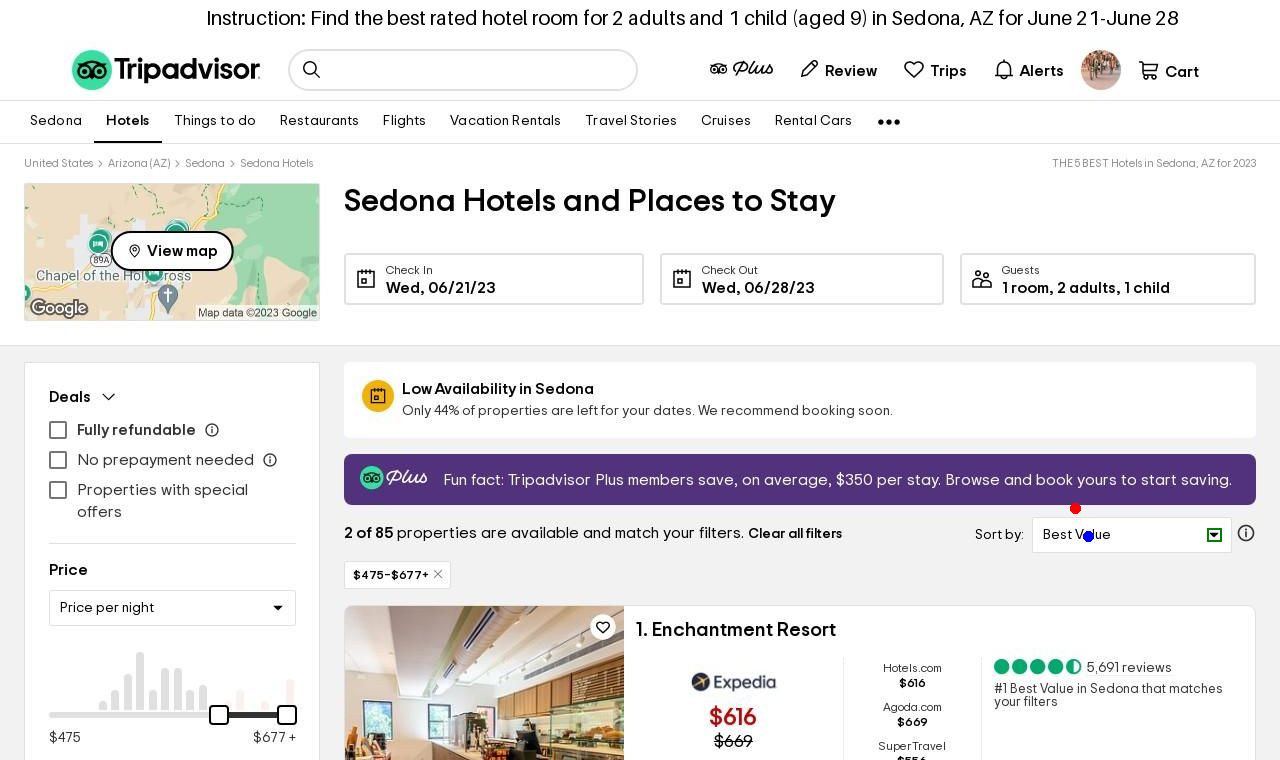 Instruction: Find the best rated hotel room for 2 adults and 1 child (aged 9) in Sedona, AZ for June 21-June 28
Tripadvisor
Plus
Review
Trips
Alerts
Cart
Sedona
Hotels
Things to do
Restaurants
Flights
Vacation Rentals
Travel Stories
Cruises
Rental Cars
United States
Arizona (AZ)
Sedona
Sedona Hotels
THE 5 BEST Hotels in Sedona, AZ for 2023
View map
89A
Chapel of the Holy Cross
Google
Map data ©2023 Google
Sedona Hotels and Places to Stay
Check In
Wed, 06/21/23
Check Out
Wed, 06/28/23
Guests
1 room, 2 adults, 1 child
Deals
Fully refundable
No prepayment needed
Properties with special
offers
Price
Price per night
$475
$677 +
Low Availability in Sedona
Only 44% of properties are left for your dates. We recommend booking soon.
Plus
Fun fact: Tripadvisor Plus members save, on average, $350 per stay. Browse and book yours to start saving.
2 of 85 properties are available and match your filters. Clear all filters
Sort by:
Best Value
$475–$677+
1. Enchantment Resort
Expedia
$616
$669
Hotels.com
$616
Agoda.com
$669
SuperTravel
$556
5,691 reviews
#1 Best Value in Sedona that matches
your filters